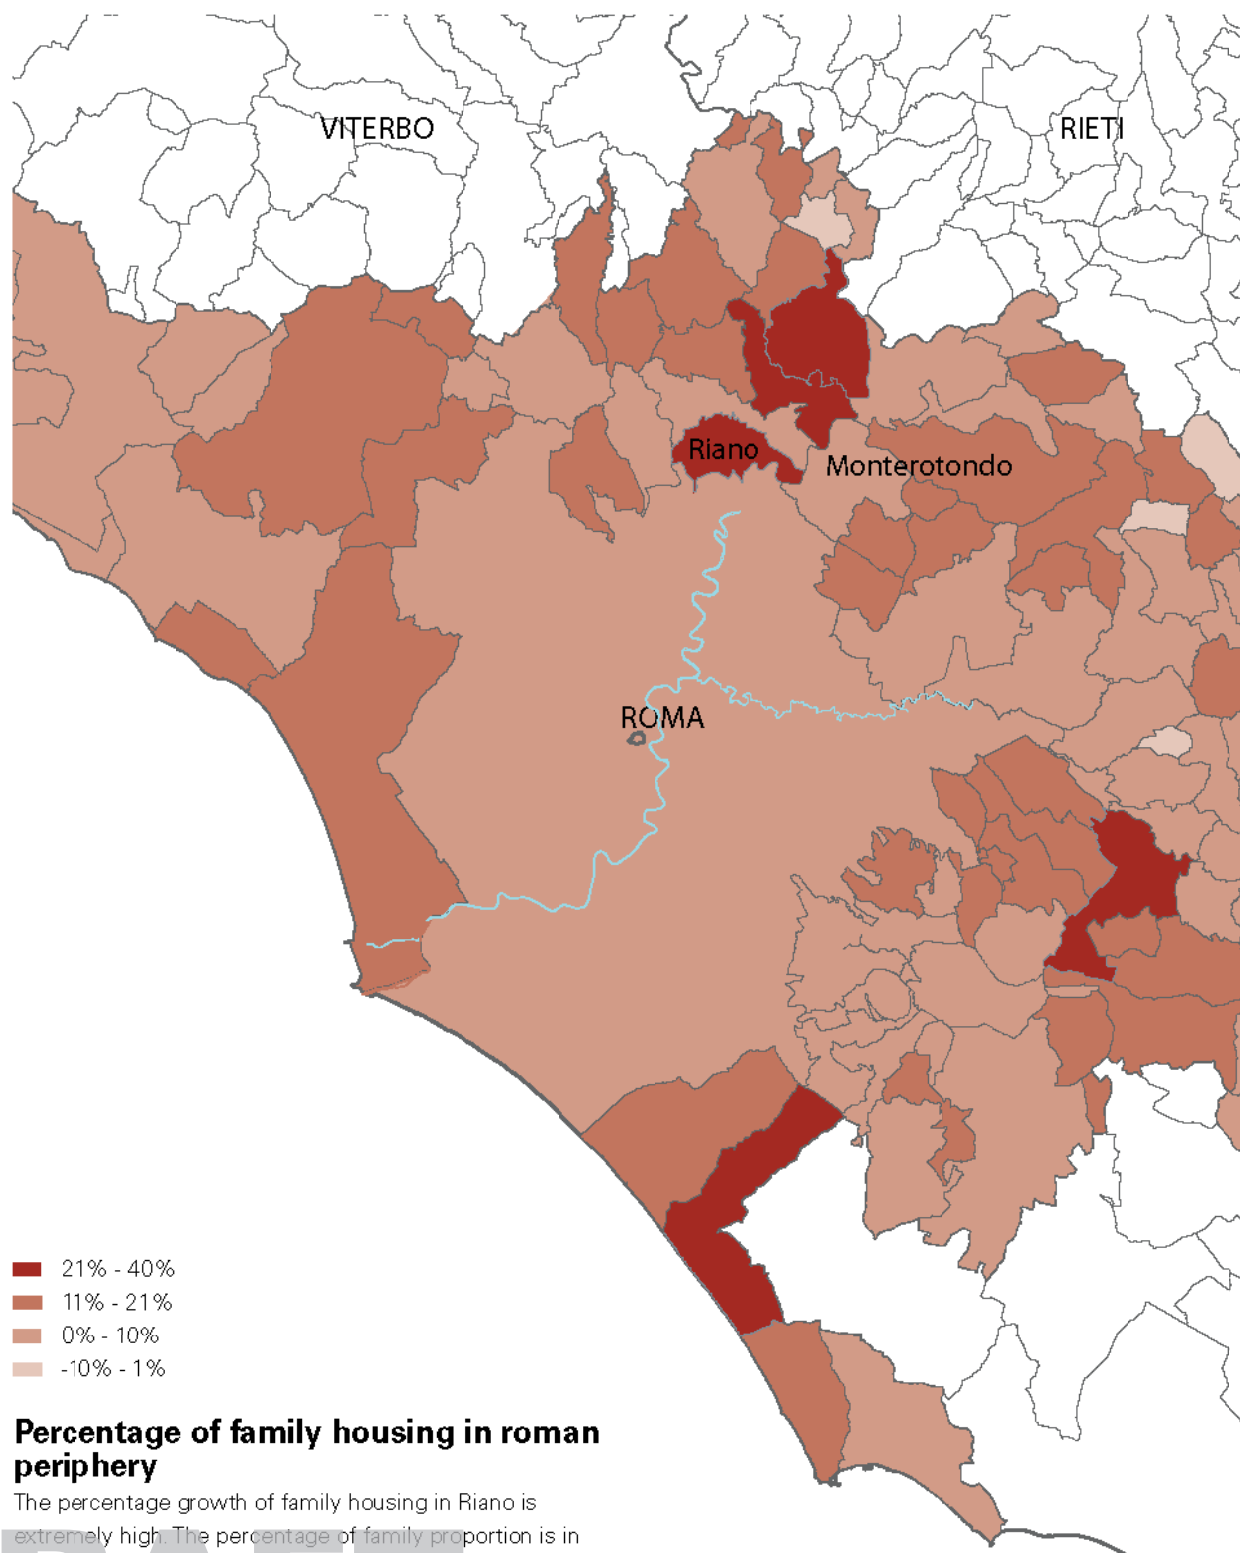 VITERBO
RIETI
Riano
Monterotondo
ROMA
21% - 40%
11% - 21%
0% - 10%
-10% - 1%
Percentage of family housing in roman
periphery
The percentage growth of family housing in Riano is
extremely high. The percentage of family proportion is in